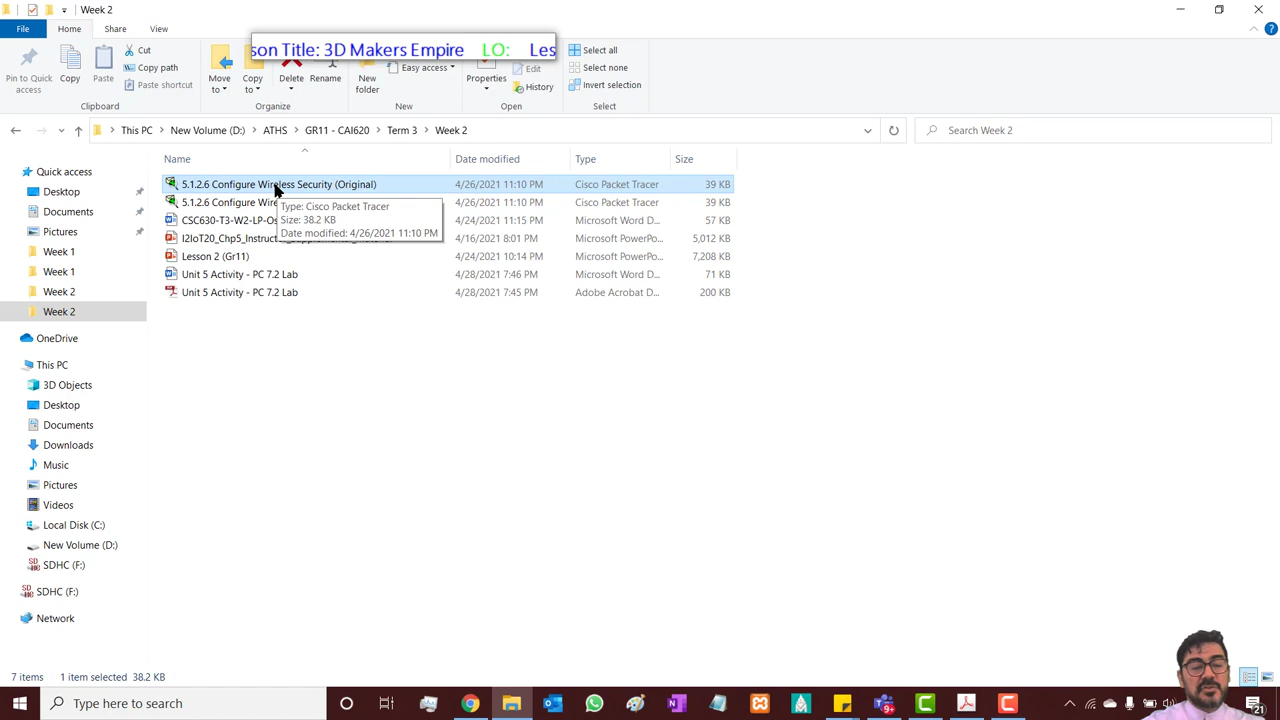 Week 2
File
Home
Share
View
son Title: 3D Makers Empire LO: Les
Pin to Quick access
Copy
Paste
Cut
Copy path
Paste shortcut
Clipboard
Move to
Copy to
Delete
Rename
Organize
New folder
Easy access
New
Properties
Edit
History
Open
Select all
Select none
Invert selection
Select
This PC
New Volume (D:)
ATHS
GR11 - CAI620
Term 3
Week 2
Search Week 2
Name
Date modified
Type
Size
5.1.2.6 Configure Wireless Security (Original) 4/26/2021 11:10 PM Cisco Packet Tracer 39 KB
5.1.2.6 Configure Wire 4/26/2021 11:10 PM Cisco Packet Tracer 39 KB
CSC630-T3-W2-LP-Os 4/24/2021 11:15 PM Microsoft Word D... 57 KB
I2IoT20_Chp5_Instruct 4/16/2021 8:01 PM Microsoft PowerPo... 5,012 KB
Lesson 2 (Gr11) 4/24/2021 10:14 PM Microsoft PowerPo... 7,208 KB
Unit 5 Activity - PC 7.2 Lab 4/28/2021 7:46 PM Microsoft Word D... 71 KB
Unit 5 Activity - PC 7.2 Lab 4/28/2021 7:45 PM Adobe Acrobat D... 200 KB
Type: Cisco Packet Tracer
Size: 38.2 KB
Date modified: 4/26/2021 11:10 PM
Quick access
Desktop
Documents
Pictures
Week 1
Week 1
Week 2
Week 2
OneDrive
This PC
3D Objects
Desktop
Documents
Downloads
Music
Pictures
Videos
Local Disk (C:)
New Volume (D:)
SDHC (F:)
SDHC (F:)
Network
7 items
1 item selected 38.2 KB
Type here to search
9+
21